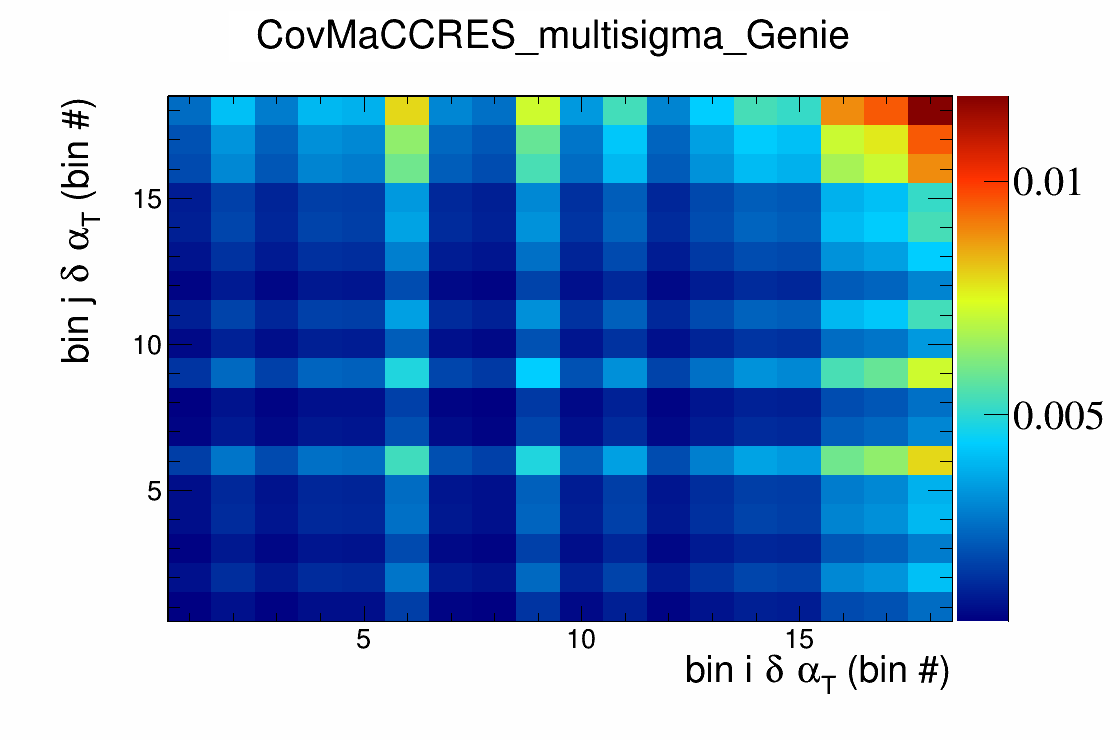 CovMaCCRES_multisigma_Genie
bin j δ α_T (bin #)
15
10
5
5 10 15
bin i δ α_T (bin #)
0.01
0.005